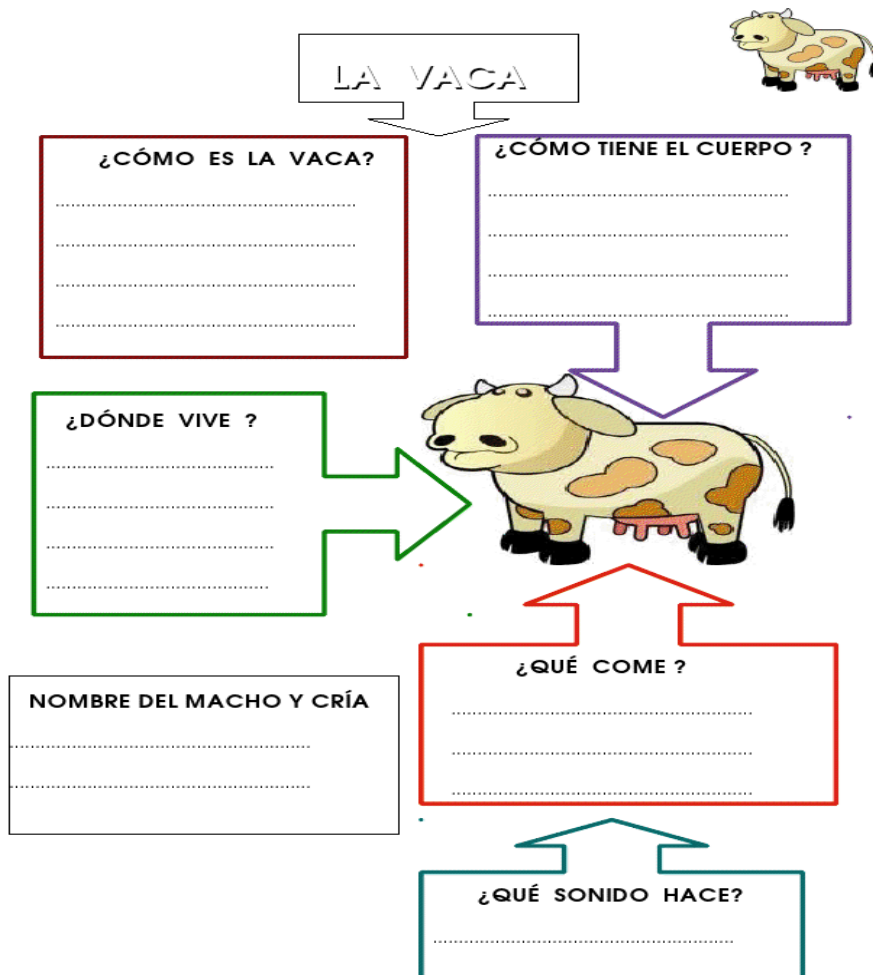 LA VACA
¿CÓMO ES LA VACA?
¿CÓMO TIENE EL CUERPO ?
¿DÓNDE VIVE ?
¿QUÉ COME ?
NOMBRE DEL MACHO Y CRÍA
¿QUÉ SONIDO HACE?